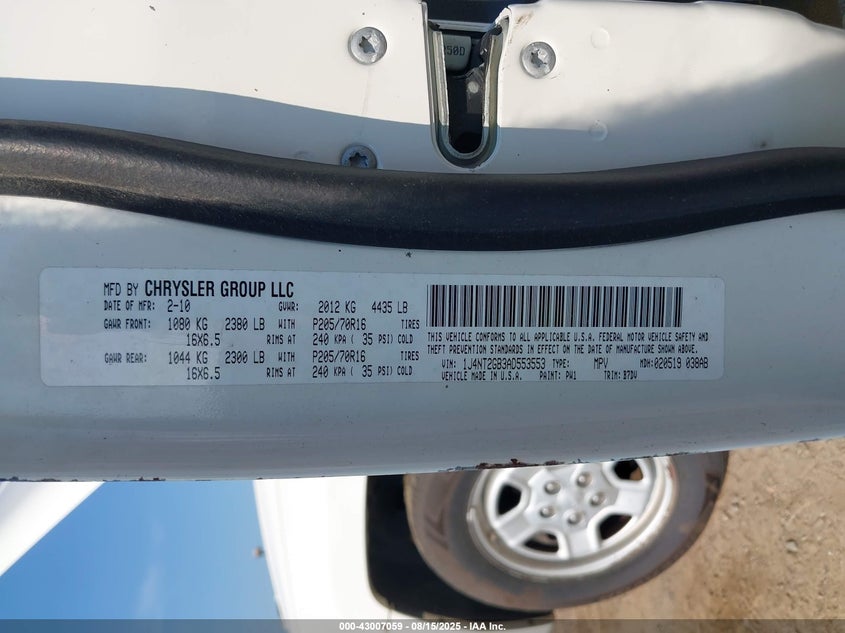 250D
MFD BY CHRYSLER GROUP LLC
DATE OF MFR: 2-10 GVWR: 2012 KG 4435 LB
GAWR FRONT: 1080 KG 2380 LB WITH P205/70R16 TIRES
16X6.5 RIMS AT 240 KPA ( 35 PSI) COLD
GAWR REAR: 1044 KG 2300 LB WITH P205/70R16 TIRES
16X6.5 RIMS AT 240 KPA ( 35 PSI) COLD
THIS VEHICLE CONFORMS TO ALL APPLICABLE U.S.A. FEDERAL MOTOR VEHICLE SAFETY AND
THEFT PREVENTION STANDARDS IN EFFECT ON THE DATE OF MANUFACTURE SHOWN ABOVE.
VIN: 1J4NT2GB3AD553553 TYPE: MPV MDH: 020519 038AB
VEHICLE MADE IN U.S.A. PAINT: PW1 TRIM: B7DV
000-43007059 - 08/15/2025 - IAA Inc.